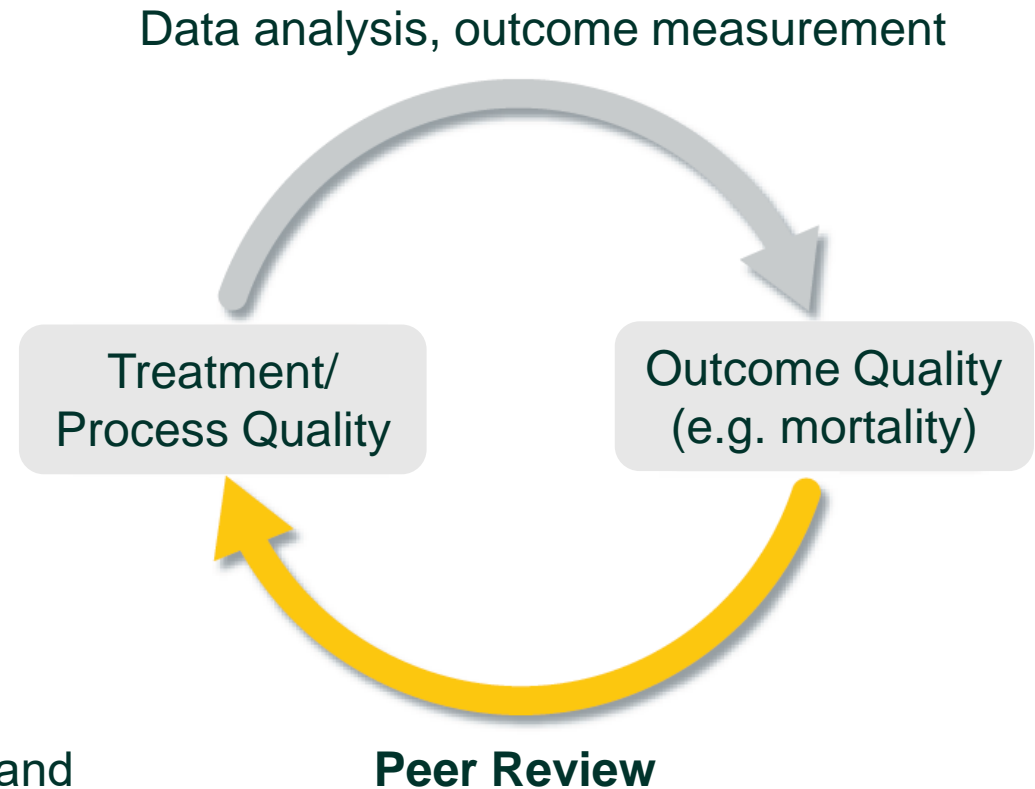 Data analysis, outcome measurement
Treatment/
Process Quality
Outcome Quality
(e.g. mortality)
and
Peer Review